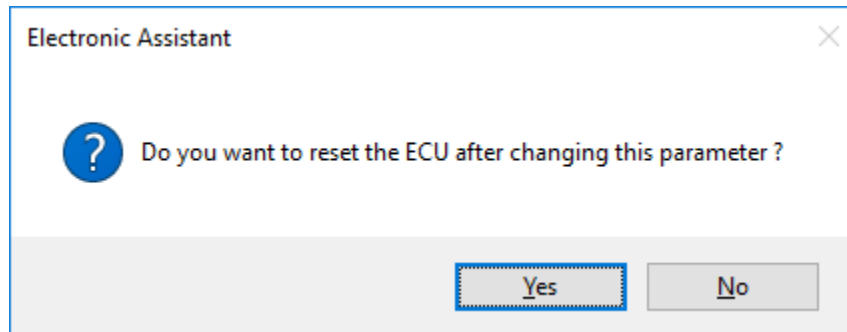 Electronic Assistant
Do you want to reset the ECU after changing this parameter ?
Yes
No